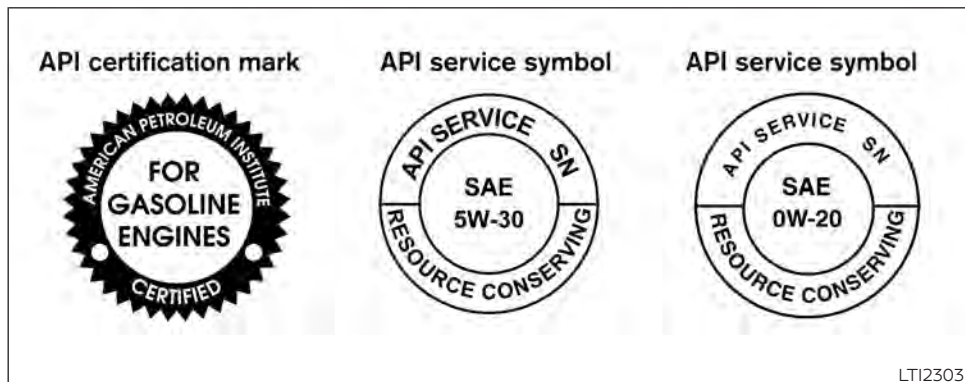 API certification mark
AMERICAN PETROLEUM INSTITUTE
FOR
GASOLINE
ENGINES
CERTIFIED
API service symbol
API SERVICE SN
SAE
5W-30
RESOURCE CONSERVING
API service symbol
API SERVICE SN
SAE
0W-20
RESOURCE CONSERVING
LTI2303